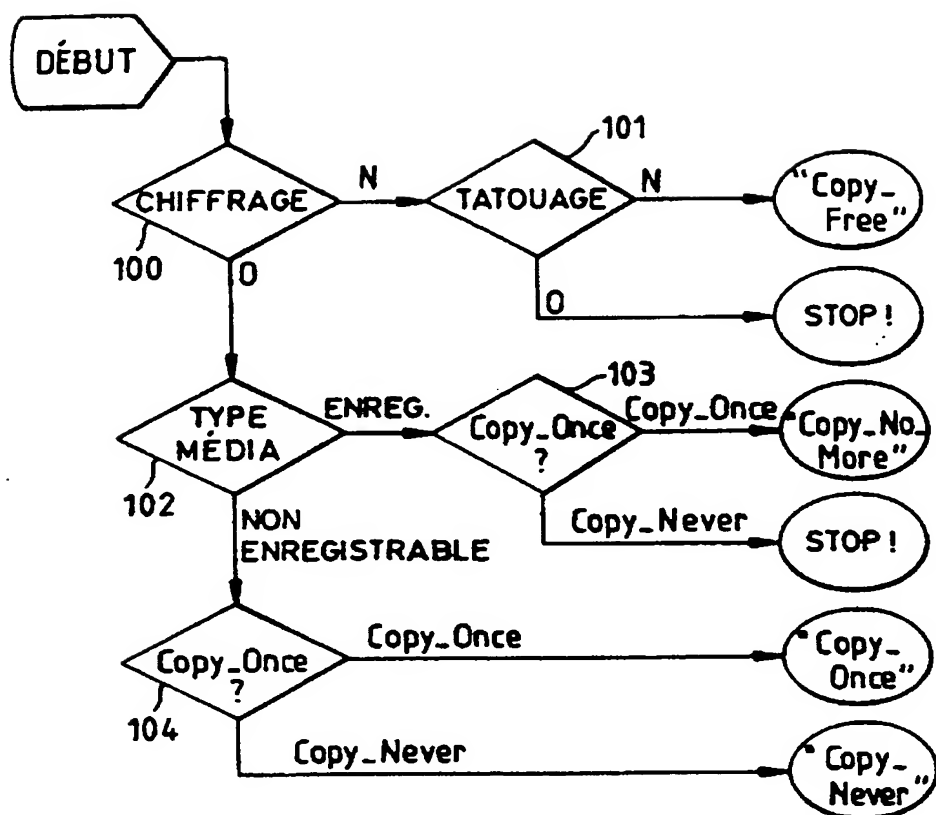 DÉBUT
101
CHIFFRAGE
N
TATOUAGE
N
“Copy_
Free”
100
O
O
STOP !
103
TYPE
MÉDIA
ENREG.
Copy_Once
?
Copy_Once
“Copy_No_
More”
102
NON
ENREGISTRABLE
Copy_Never
STOP !
Copy_Once
?
Copy_Once
“Copy_
Once”
104
Copy_Never
“Copy_
Never”